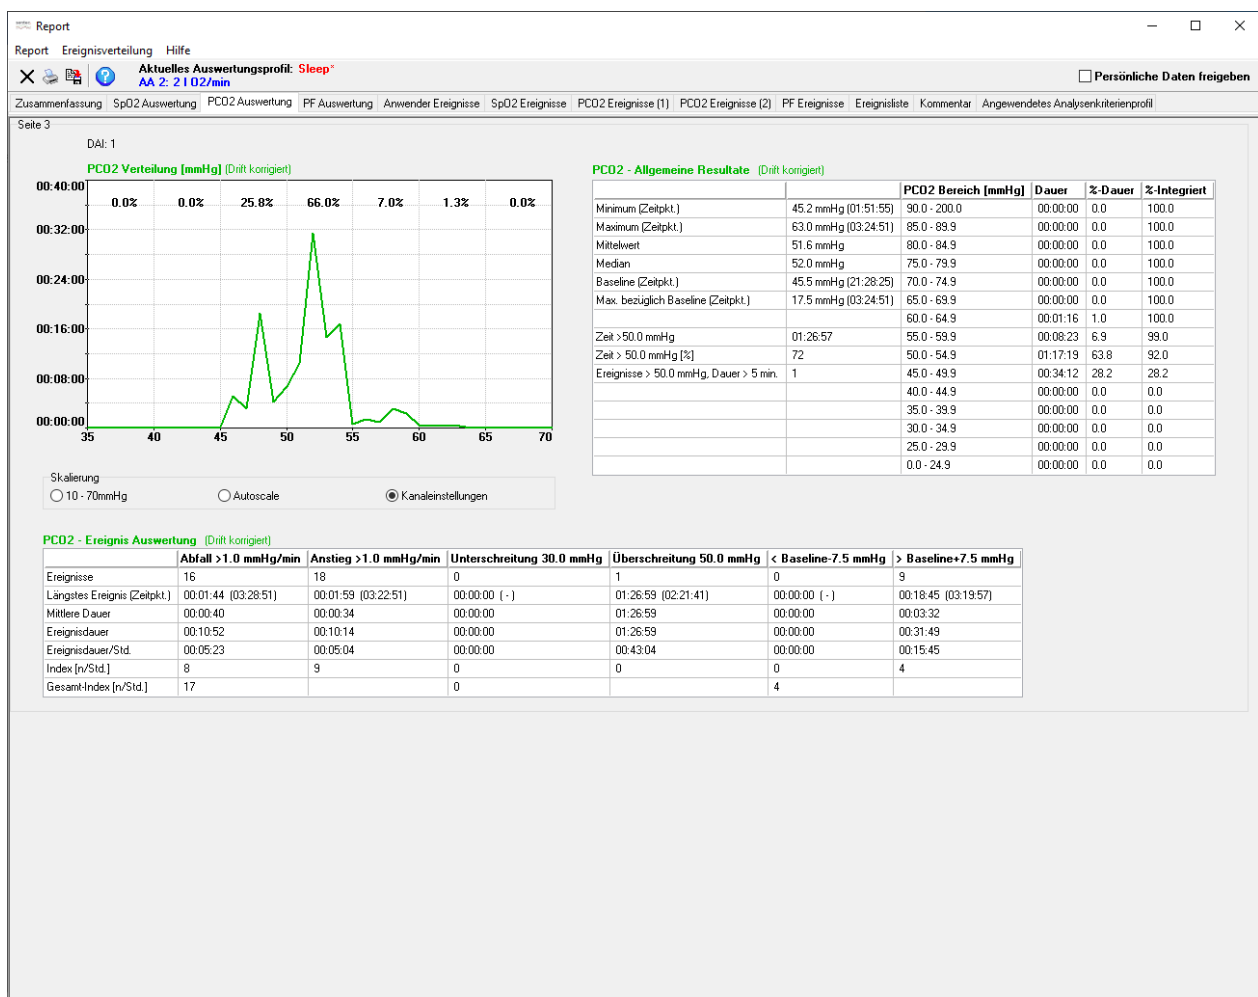 Report
Report Ereignisverteilung Hilfe
Aktuelles Auswertungsprofil: Sleep*
AA 2: 2 l O2/min
Persönliche Daten freigeben
Zusammenfassung SpO2 Auswertung PCO2 Auswertung PF Auswertung Anwender Ereignisse SpO2 Ereignisse PCO2 Ereignisse (1) PCO2 Ereignisse (2) PF Ereignisse Ereignisliste Kommentar Angewendetes Analysenkriterienprofil
Seite 3
DAI: 1
PCO2 Verteilung [mmHg] (Drift korrigiert)
00:40:00
0.0% 0.0% 25.8% 66.0% 7.0% 1.3% 0.0%
00:32:00
00:24:00
00:16:00
00:08:00
00:00:00
35 40 45 50 55 60 65 70
Skalierung
10 - 70mmHg Autoscale Kanaleinstellungen
PCO2 - Allgemeine Resultate (Drift korrigiert)
PCO2 Bereich [mmHg] Dauer %-Dauer %-Integriert
Minimum (Zeitpkt.) 45.2 mmHg (01:51:55) 90.0 - 200.0 00:00:00 0.0 100.0
Maximum (Zeitpkt.) 63.0 mmHg (03:24:51) 85.0 - 89.9 00:00:00 0.0 100.0
Mittelwert 51.6 mmHg 80.0 - 84.9 00:00:00 0.0 100.0
Median 52.0 mmHg 75.0 - 79.9 00:00:00 0.0 100.0
Baseline (Zeitpkt.) 45.5 mmHg (21:28:25) 70.0 - 74.9 00:00:00 0.0 100.0
Max. bezüglich Baseline (Zeitpkt.) 17.5 mmHg (03:24:51) 65.0 - 69.9 00:00:00 0.0 100.0
60.0 - 64.9 00:01:16 1.0 100.0
Zeit >50.0 mmHg 01:26:57 55.0 - 59.9 00:08:23 6.9 99.0
Zeit > 50.0 mmHg [%] 72 50.0 - 54.9 01:17:19 63.8 92.0
Ereignisse > 50.0 mmHg, Dauer > 5 min. 1 45.0 - 49.9 00:34:12 28.2 28.2
40.0 - 44.9 00:00:00 0.0 0.0
35.0 - 39.9 00:00:00 0.0 0.0
30.0 - 34.9 00:00:00 0.0 0.0
25.0 - 29.9 00:00:00 0.0 0.0
0.0 - 24.9 00:00:00 0.0 0.0
PCO2 - Ereignis Auswertung (Drift korrigiert)
Abfall >1.0 mmHg/min Anstieg >1.0 mmHg/min Unterschreitung 30.0 mmHg Überschreitung 50.0 mmHg < Baseline-7.5 mmHg > Baseline+7.5 mmHg
Ereignisse 16 18 0 1 0 9
Längstes Ereignis (Zeitpkt.) 00:01:44 (03:28:51) 00:01:59 (03:22:51) 00:00:00 ( - ) 01:26:59 (02:21:41) 00:00:00 ( - ) 00:18:45 (03:19:57)
Mittlere Dauer 00:00:40 00:00:34 00:00:00 01:26:59 00:00:00 00:03:32
Ereignisdauer 00:10:52 00:10:14 00:00:00 01:26:59 00:00:00 00:31:49
Ereignisdauer/Std. 00:05:23 00:05:04 00:00:00 00:43:04 00:00:00 00:15:45
Index [n/Std.] 8 9 0 0 0 4
Gesamt-Index [n/Std.] 17 0 4